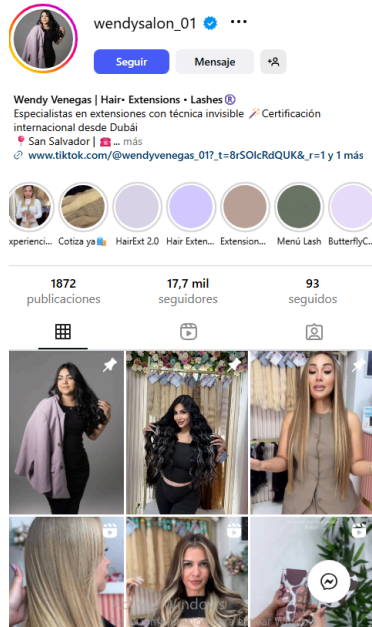 wendysalon_01
Seguir Mensaje
Wendy Venegas | Hair• Extensions • Lashes®
Especialistas en extensiones con técnica invisible 🪄Certificación
internacional desde Dubái
📍San Salvador | ☎️... más
www.tiktok.com/@wendyvenegas_01?_t=8rSOIcRdQUK&_r=1 y 1 más
xperienci... Cotiza ya🛍️ HairExt 2.0 Hair Exten... Extension... Menú Lash ButterflyC...
1872 17,7 mil 93
publicaciones seguidores seguidos
Windows